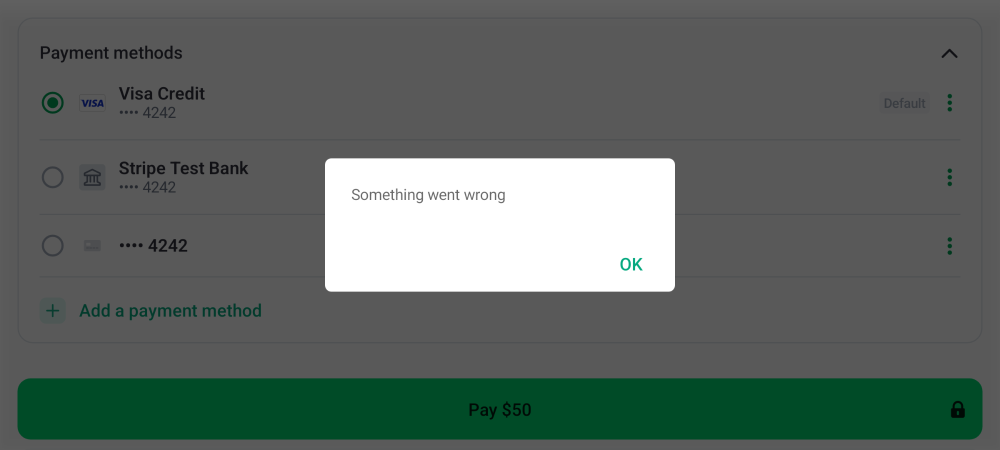 Payment methods
VISA
Visa Credit
•••• 4242
Default
Stripe Test Bank
•••• 4242
•••• 4242
Something went wrong
OK
Add a payment method
Pay $50